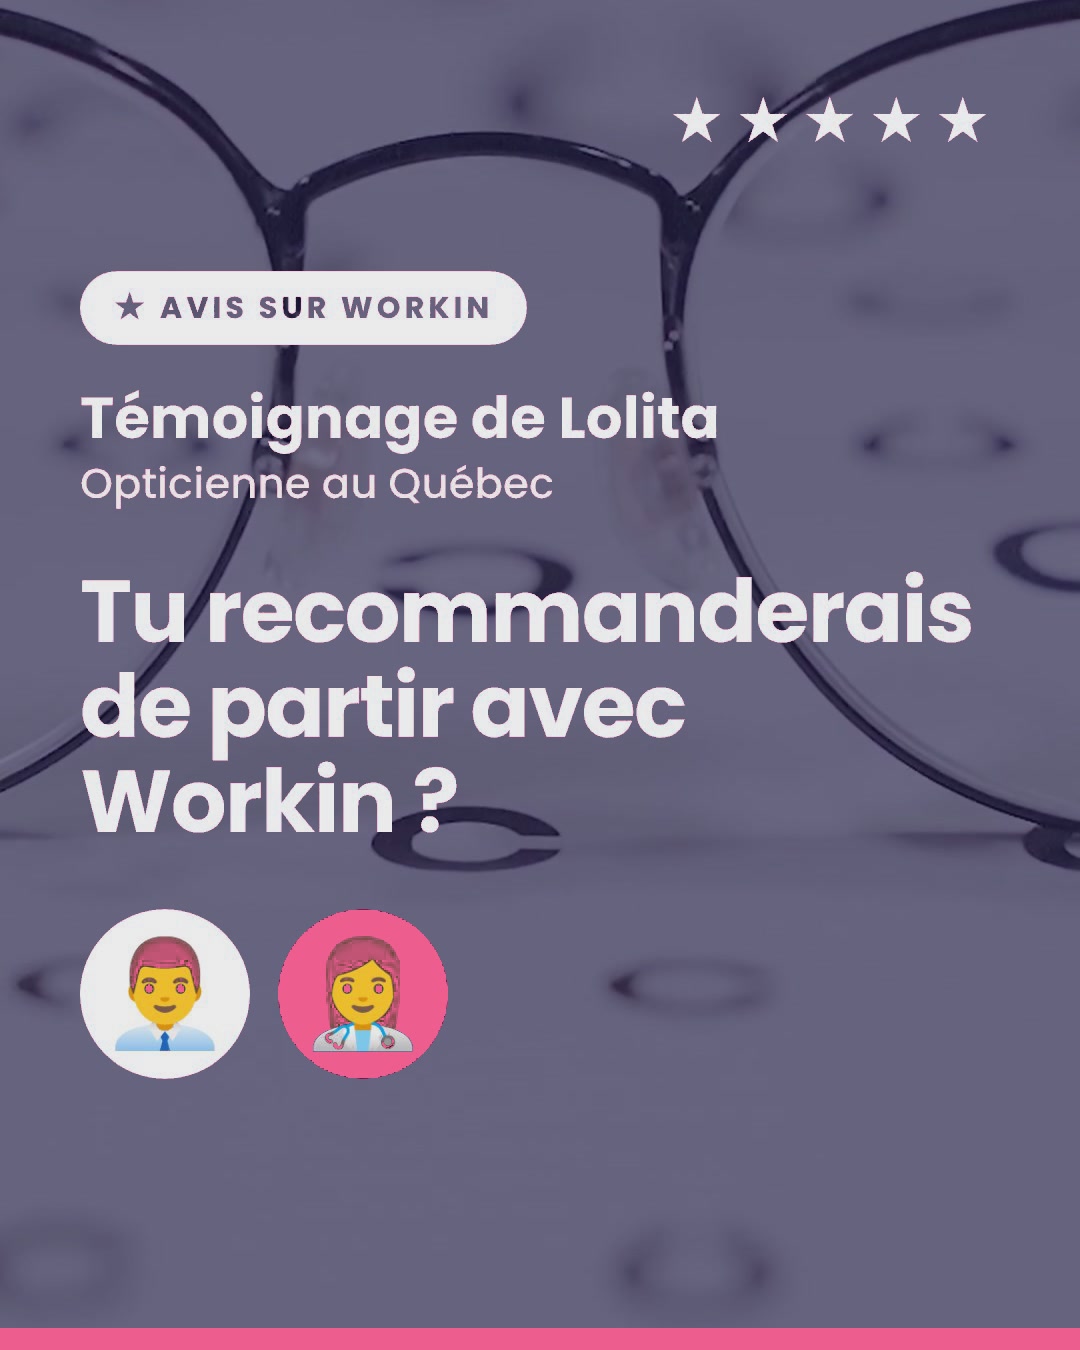 ★★★★★
★ AVIS SUR WORKIN
Témoignage de Lolita
Opticienne au Québec
Tu recommanderais
de partir avec
Workin ?